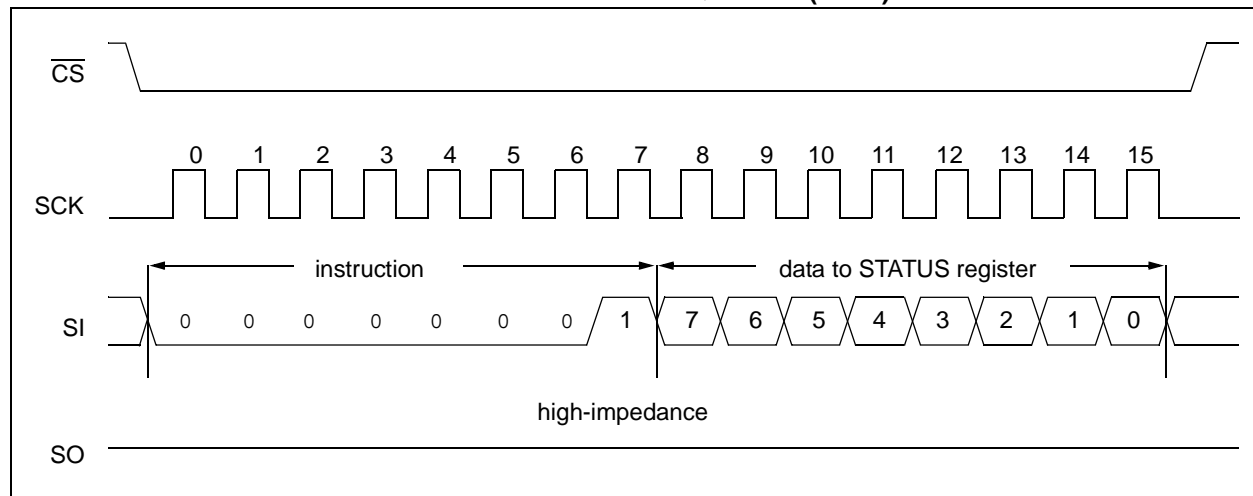 CS
0 1 2 3 4 5 6 7 8 9 10 11 12 13 14 15
SCK
instruction data to STATUS register
SI 0 0 0 0 0 0 0 1 7 6 5 4 3 2 1 0
high-impedance
SO